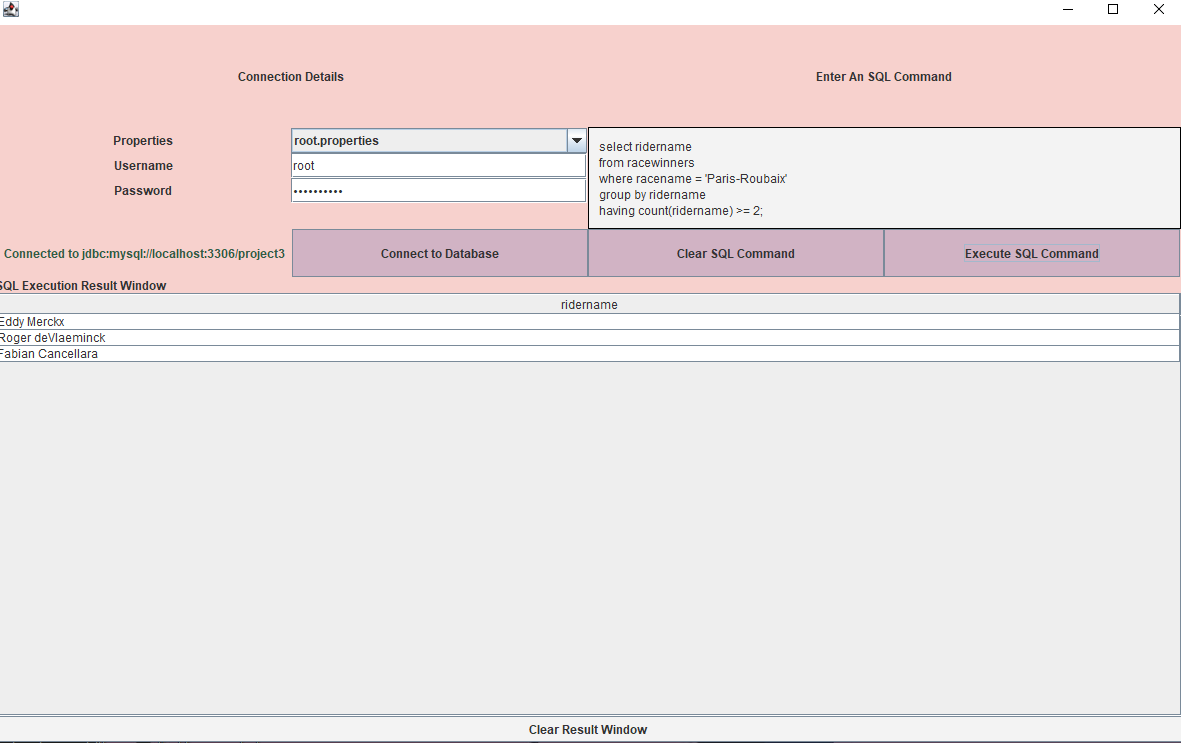 Connection Details
Enter An SQL Command
Properties
root.properties
Username
root
Password
••••••••••
select ridername
from racewinners
where racename = 'Paris-Roubaix'
group by ridername
having count(ridername) >= 2;
Connected to jdbc:mysql://localhost:3306/project3
Connect to Database
Clear SQL Command
Execute SQL Command
SQL Execution Result Window
ridername
Eddy Merckx
Roger deVlaeminck
Fabian Cancellara
Clear Result Window